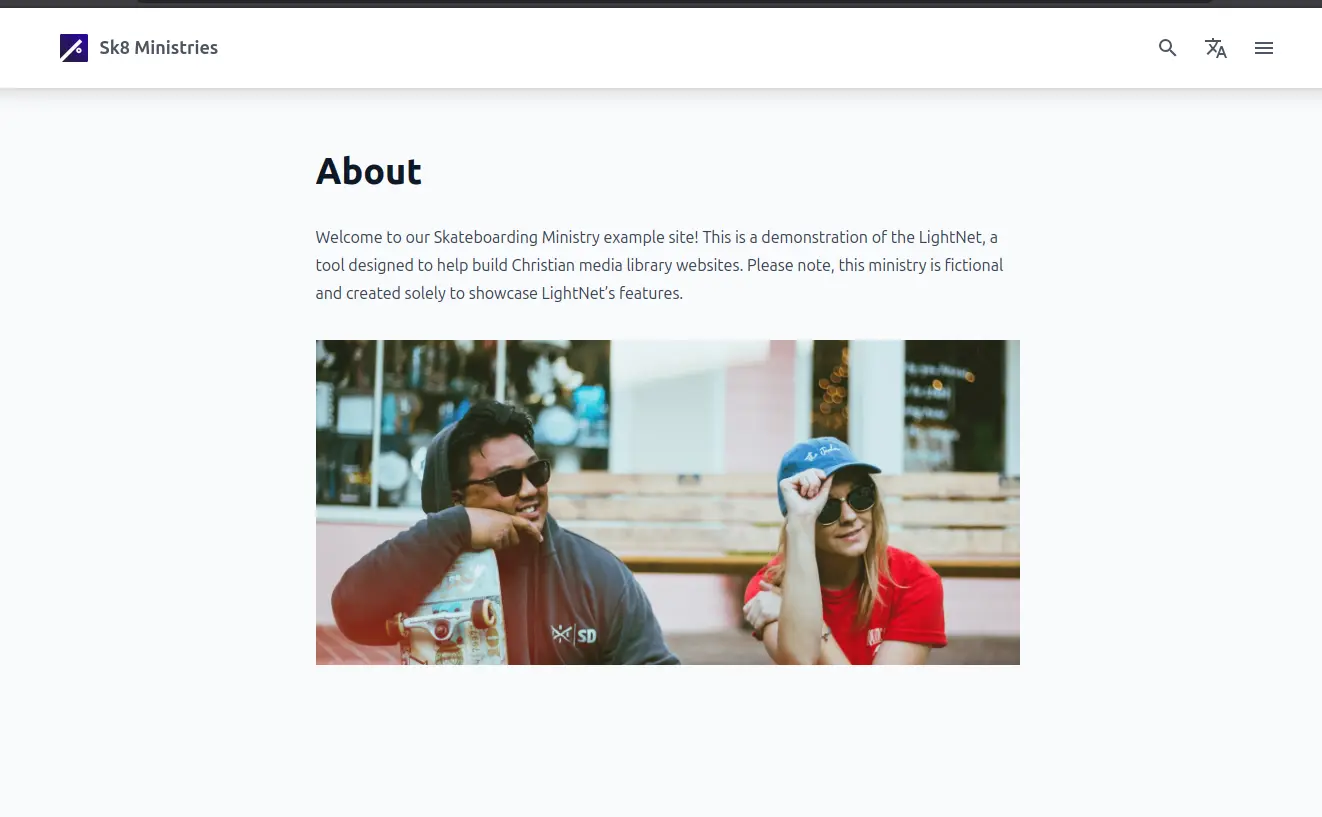 Sk8 Ministries
About
Welcome to our Skateboarding Ministry example site! This is a demonstration of the LightNet, a
tool designed to help build Christian media library websites. Please note, this ministry is fictional
and created solely to showcase LightNet’s features.
SD